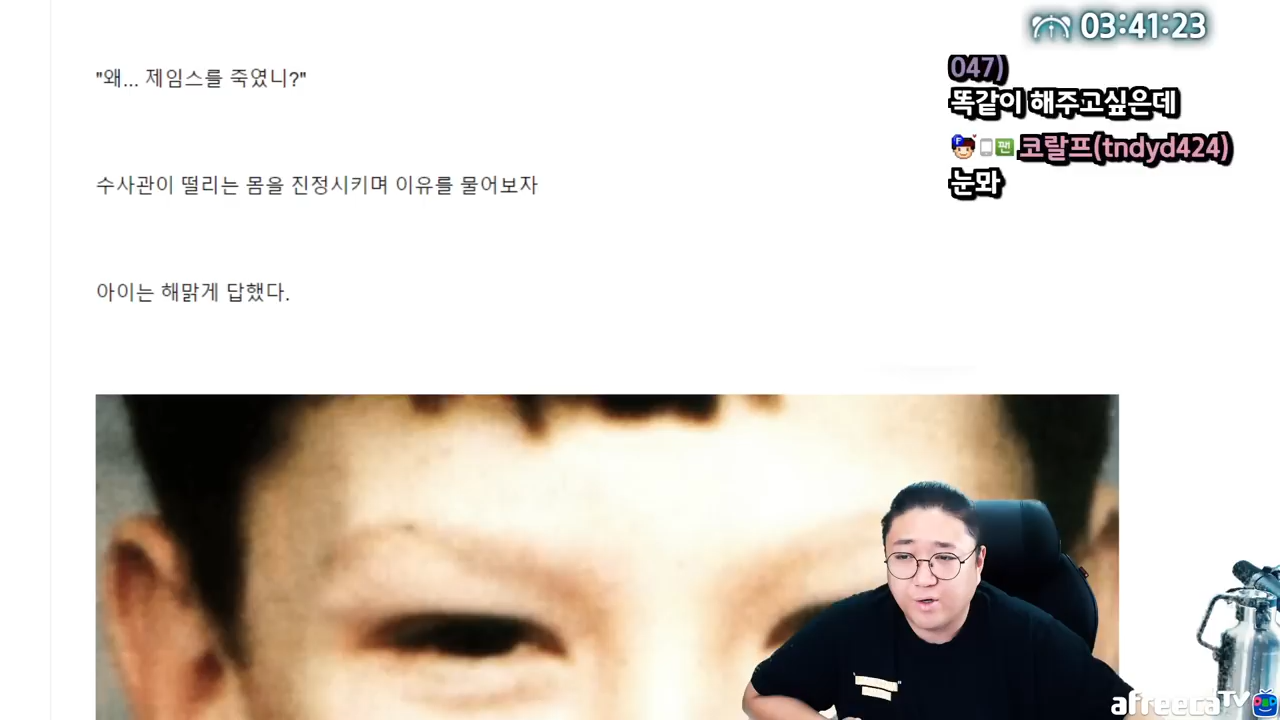 03:41:23
047)
"왜... 제임스를 죽였니?"
똑같이 해주고싶은데
팬 코랄프(tndyd424)
수사관이 떨리는 몸을 진정시키며 이유를 물어보자
눈와
아이는 해맑게 답했다.
afreecaTV